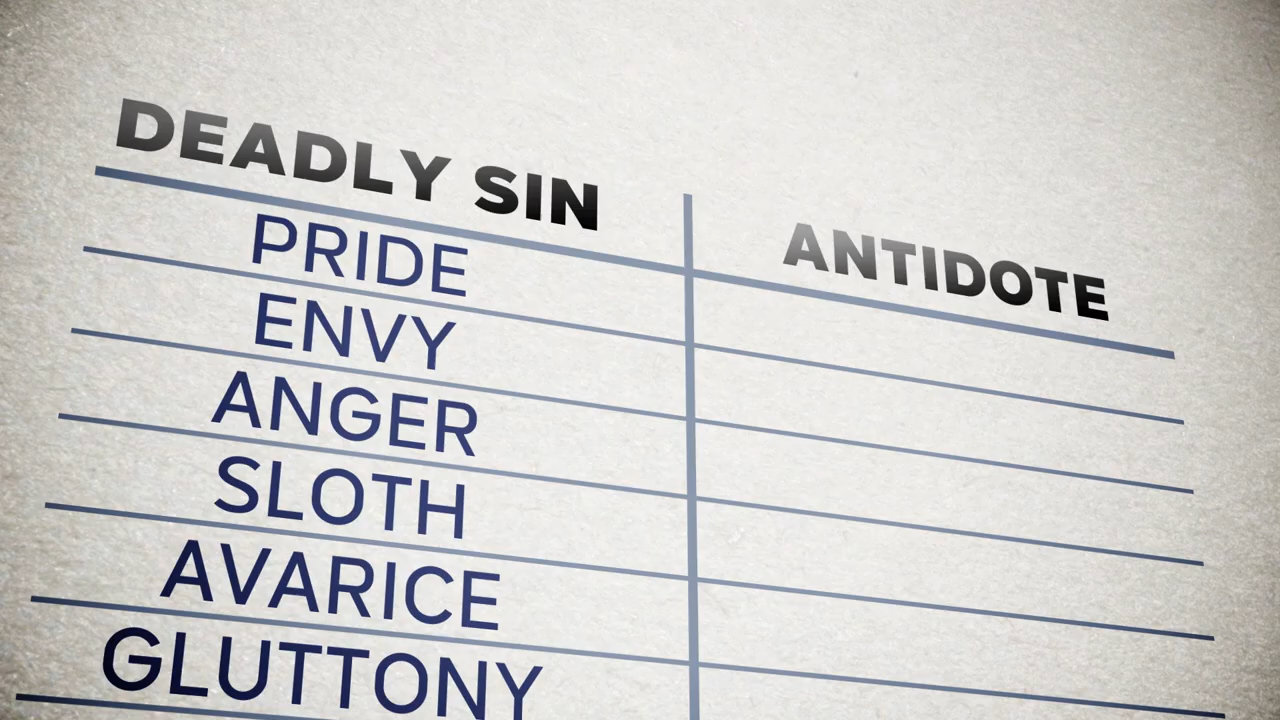 DEADLY SIN
ANTIDOTE
PRIDE
ENVY
ANGER
SLOTH
AVARICE
GLUTTONY